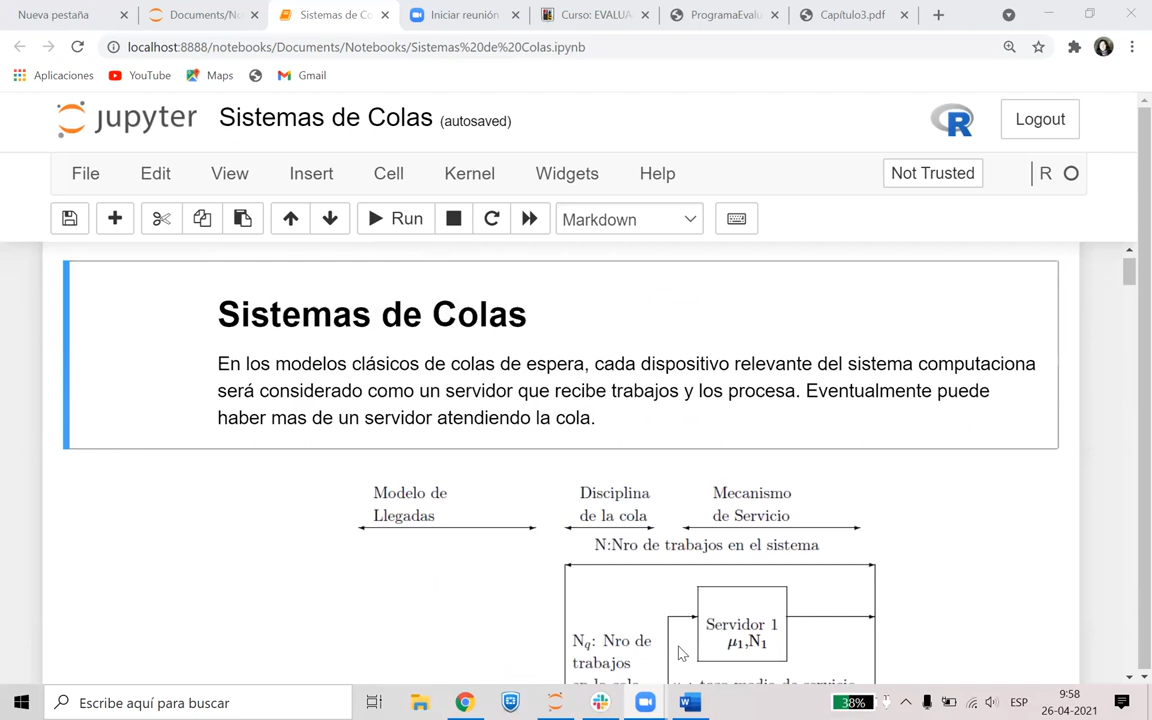 Nueva pestaña
Documents/No
Sistemas de Co
Iniciar reunión
Curso: EVALUA
ProgramaEvalu
Capítulo3.pdf
localhost:8888/notebooks/Documents/Notebooks/Sistemas%20de%20Colas.ipynb
Aplicaciones YouTube Maps Gmail
jupyter Sistemas de Colas (autosaved) Logout
File Edit View Insert Cell Kernel Widgets Help Not Trusted R
Run Markdown
Sistemas de Colas
En los modelos clásicos de colas de espera, cada dispositivo relevante del sistema computaciona
será considerado como un servidor que recibe trabajos y los procesa. Eventualmente puede
haber mas de un servidor atendiendo la cola.
Modelo de Disciplina Mecanismo
Llegadas de la cola de Servicio
N:Nro de trabajos en el sistema
Servidor 1
μ₁,N₁
N_q: Nro de
trabajos
Escribe aquí para buscar
38%
ESP
9:58
26-04-2021